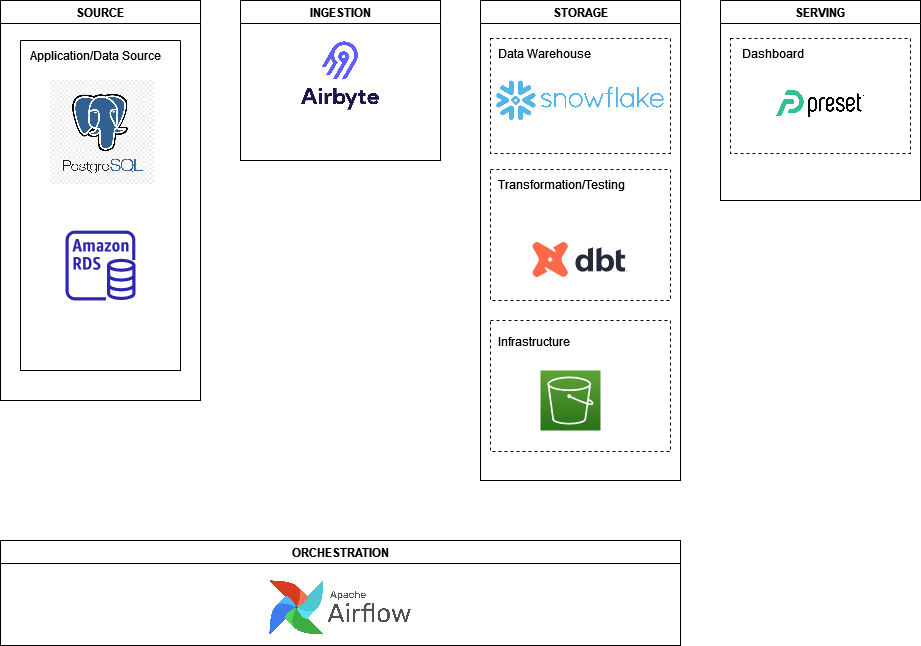 SOURCE
Application/Data Source
PostgreSQL
Amazon
RDS
INGESTION
Airbyte
STORAGE
Data Warehouse
snowflake
Transformation/Testing
dbt
Infrastructure
SERVING
Dashboard
preset
ORCHESTRATION
Apache
Airflow